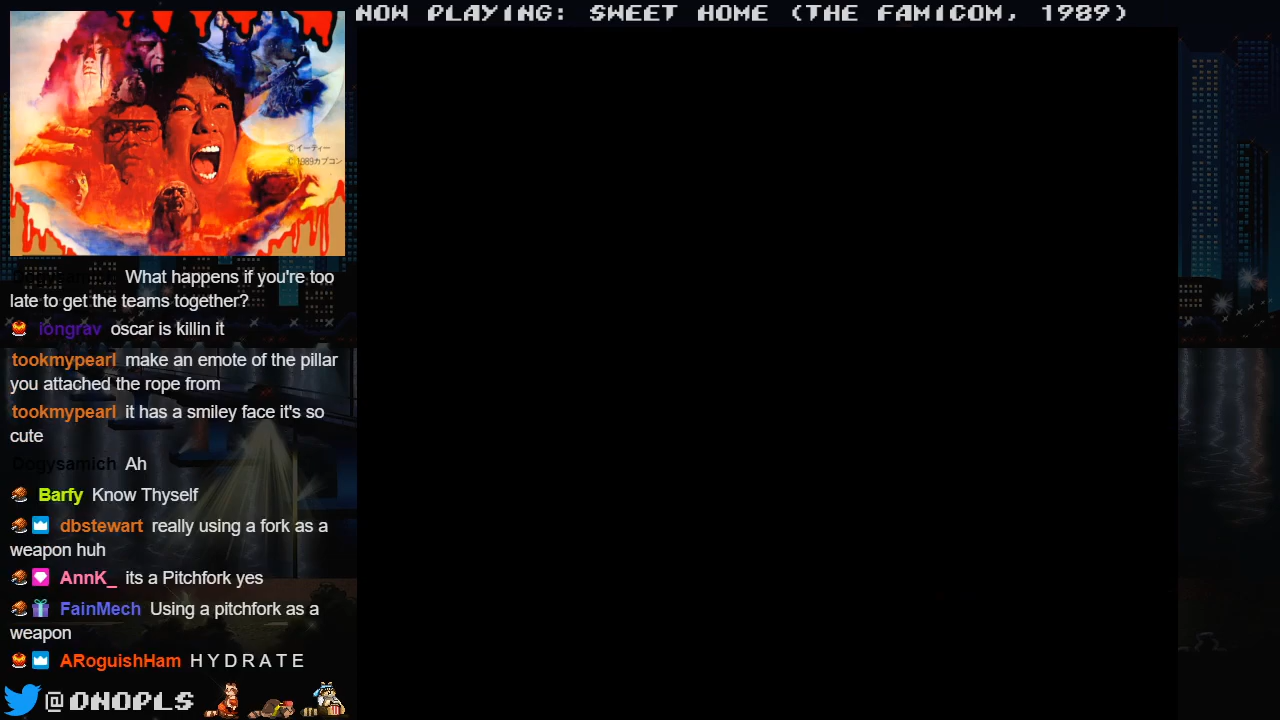 NOW PLAYING: SWEET HOME (THE FAMICOM, 1989)
© イーティー
© 1989カプコン
What happens if you're too
late to get the teams together?
iongrav oscar is killin it
tookmypearl make an emote of the pillar
you attached the rope from
tookmypearl it has a smiley face it's so
cute
Dogysamich Ah
Barfy Know Thyself
dbstewart really using a fork as a
weapon huh
AnnK_ its a Pitchfork yes
FainMech Using a pitchfork as a
weapon
ARoguishHam H Y D R A T E
@DNOPLS